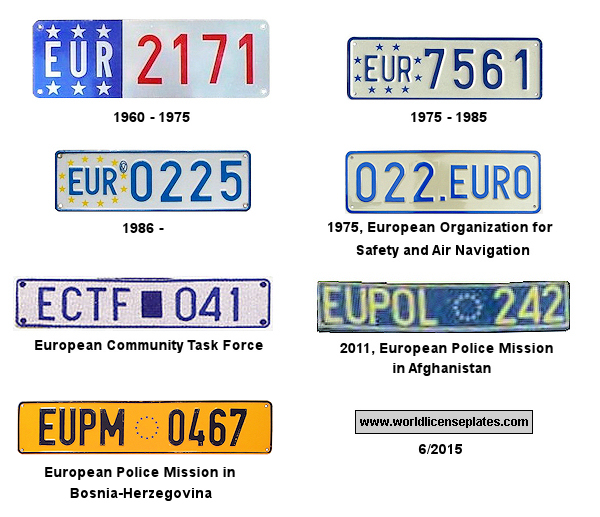 EUR 2171
1960 - 1975
EUR 7561
1975 - 1985
EUR 0225
1986 -
022.EURO
1975, European Organization for
Safety and Air Navigation
ECTF 041
European Community Task Force
EUPOL 242
2011, European Police Mission
in Afghanistan
EUPM 0467
European Police Mission in
Bosnia-Herzegovina
www.worldlicenseplates.com
6/2015